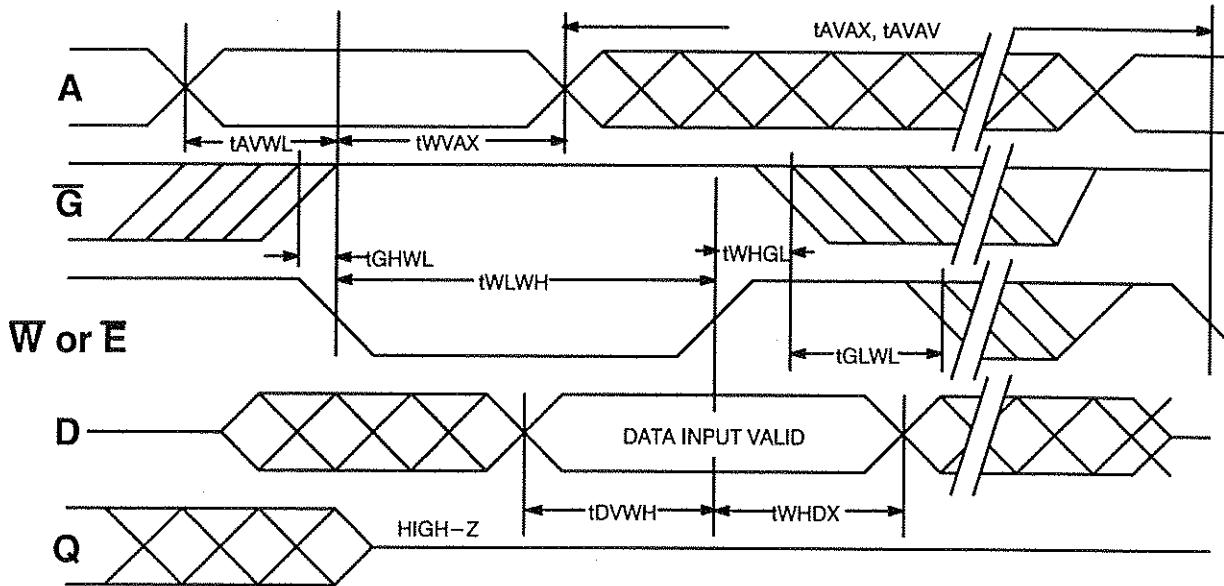 tAVAX, tAVAV
A
tAVWL
tWVAX
G̅
tGHWL
tWHGL
tWLWH
W̅ or E̅
tGLWL
D
DATA INPUT VALID
tDVWH
tWHDX
Q
HIGH–Z